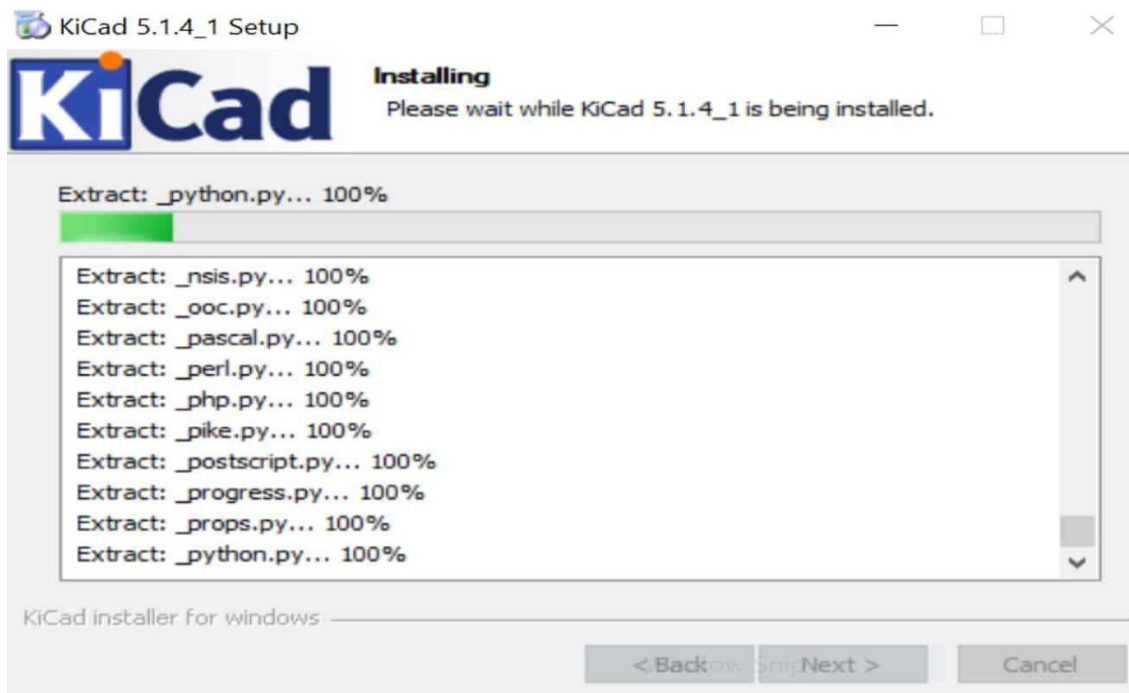 KiCad 5.1.4_1 Setup
KiCad
Installing
Please wait while KiCad 5.1.4_1 is being installed.
Extract: _python.py... 100%
Extract: _nsis.py... 100%
Extract: _ooc.py... 100%
Extract: _pascal.py... 100%
Extract: _perl.py... 100%
Extract: _php.py... 100%
Extract: _pike.py... 100%
Extract: _postscript.py... 100%
Extract: _progress.py... 100%
Extract: _props.py... 100%
Extract: _python.py... 100%
KiCad installer for windows
< Back Next > Cancel